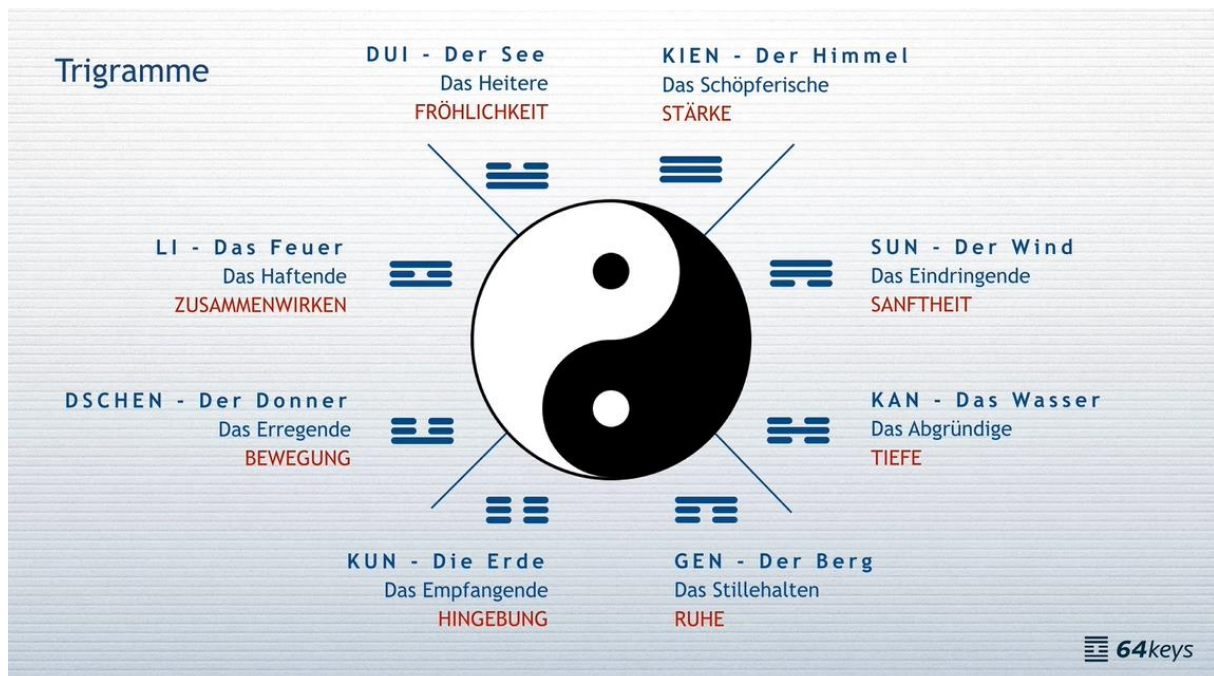 Trigramme
DUI - Der See
Das Heitere
FRÖHLICHKEIT
KIEN - Der Himmel
Das Schöpferische
STÄRKE
LI - Das Feuer
Das Haftende
ZUSAMMENWIRKEN
SUN - Der Wind
Das Eindringende
SANFTHEIT
DSCHEN - Der Donner
Das Erregende
BEWEGUNG
KAN - Das Wasser
Das Abgründige
TIEFE
KUN - Die Erde
Das Empfangende
HINGEBUNG
GEN - Der Berg
Das Stillehalten
RUHE
64keys